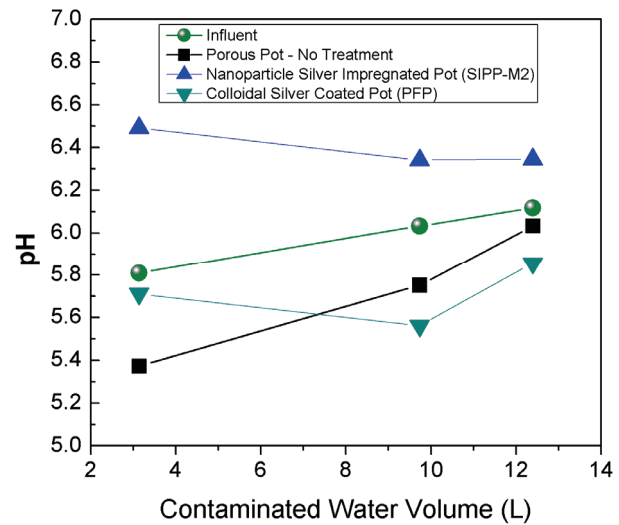 7.0
6.8
6.6
6.4
6.2
6.0
5.8
5.6
5.4
5.2
5.0
pH
Influent
Porous Pot - No Treatment
Nanoparticle Silver Impregnated Pot (SIPP-M2)
Colloidal Silver Coated Pot (PFP)
2 4 6 8 10 12 14
Contaminated Water Volume (L)